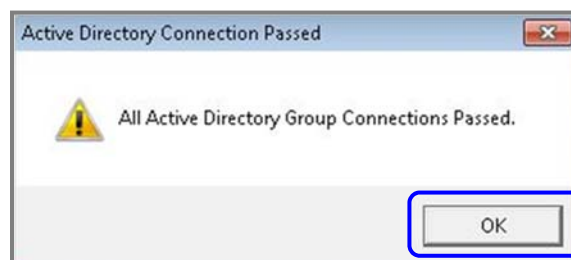 Active Directory Connection Passed
All Active Directory Group Connections Passed.
OK